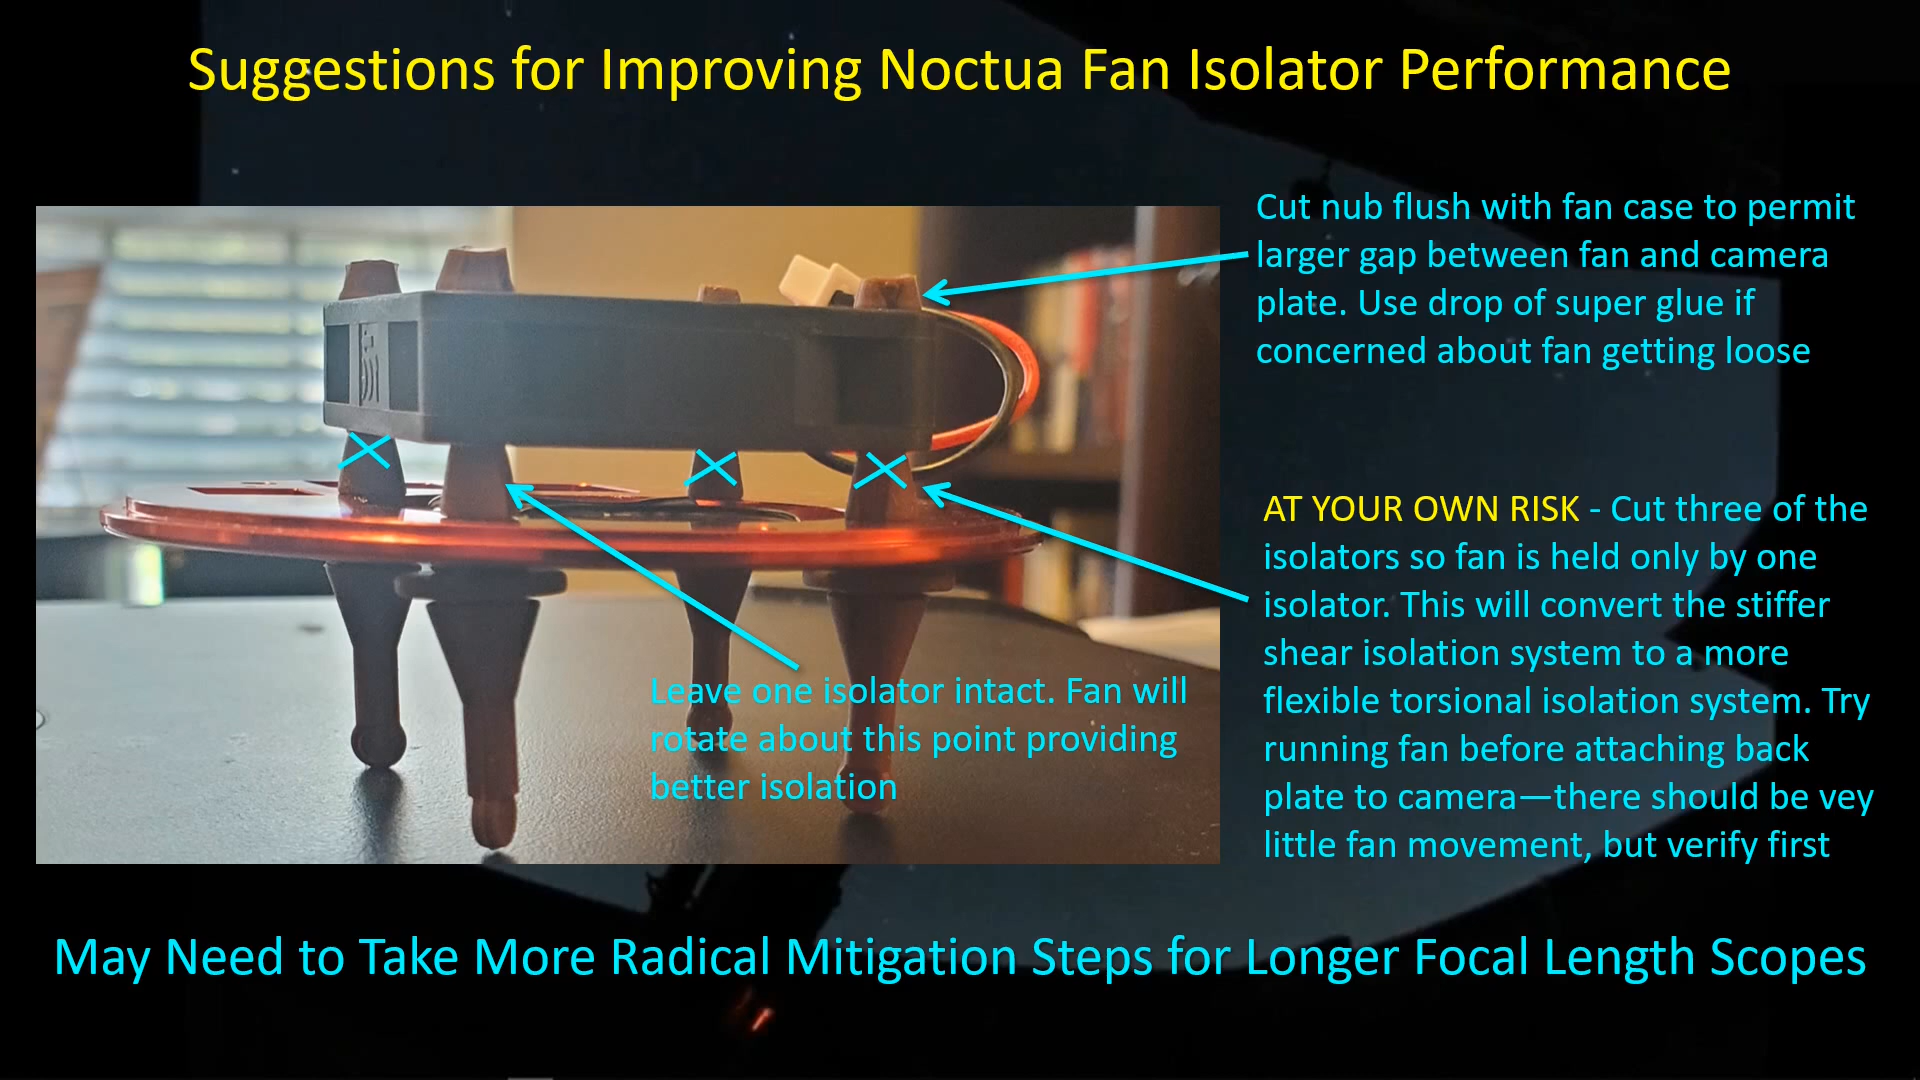 Suggestions for Improving Noctua Fan Isolator Performance
Cut nub flush with fan case to permit
larger gap between fan and camera
plate. Use drop of super glue if
concerned about fan getting loose
AT YOUR OWN RISK - Cut three of the
isolators so fan is held only by one
isolator. This will convert the stiffer
shear isolation system to a more
flexible torsional isolation system. Try
running fan before attaching back
plate to camera—there should be vey
little fan movement, but verify first
Leave one isolator intact. Fan will
rotate about this point providing
better isolation
May Need to Take More Radical Mitigation Steps for Longer Focal Length Scopes